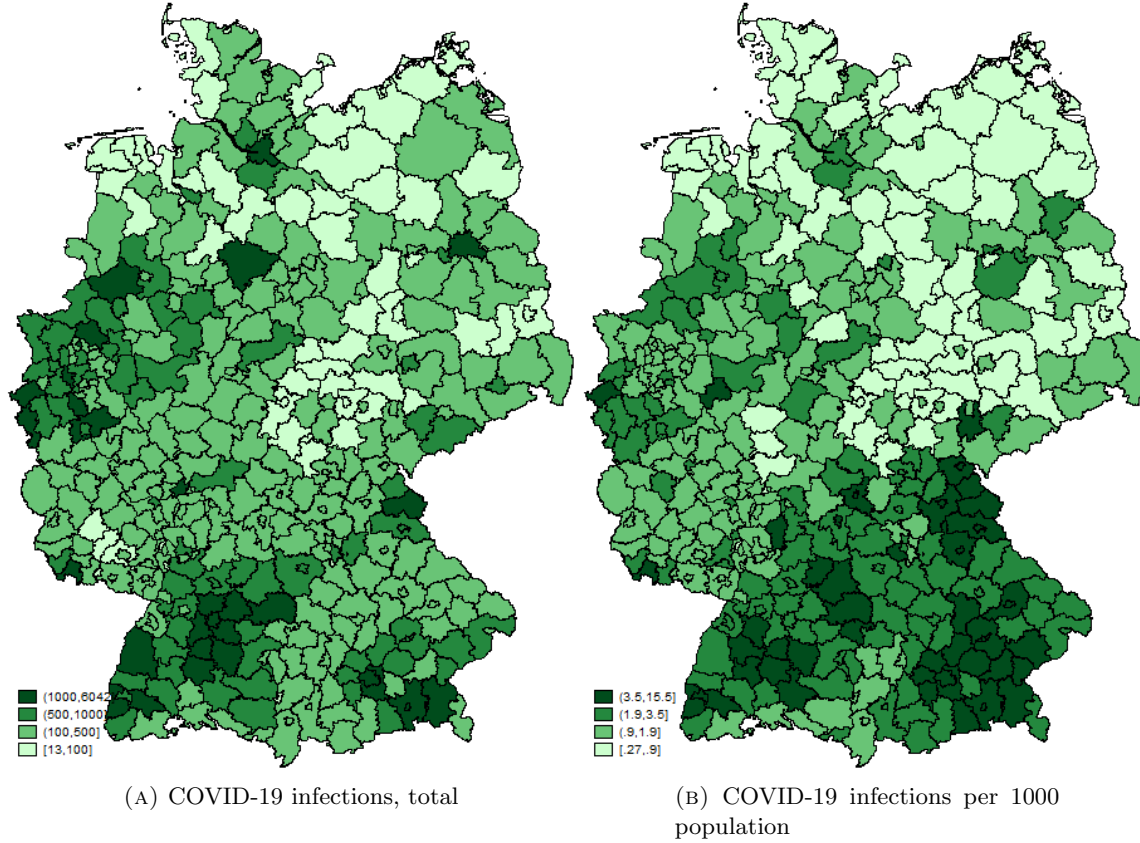 (1000,6042]
(500,1000]
(100,500]
[13,100]
(3.5,15.5]
(1.9,3.5]
(.9,1.9]
[.27,.9]
(A) COVID-19 infections, total
(B) COVID-19 infections per 1000
population